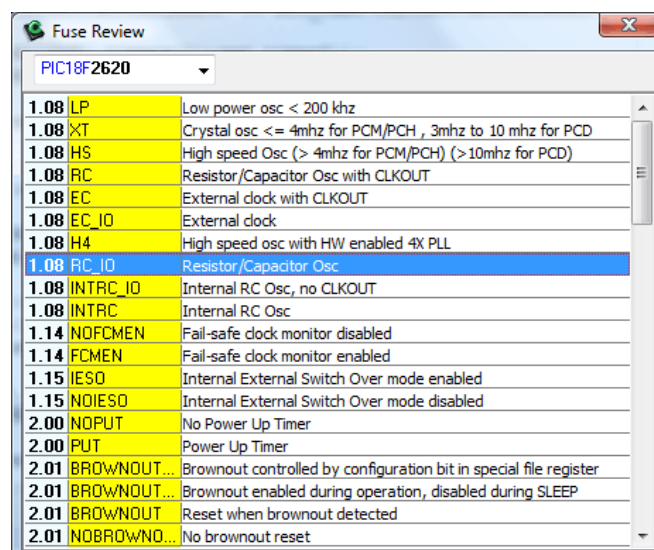 Fuse Review
PIC18F2620
1.08 LP Low power osc < 200 khz
1.08 XT Crystal osc <= 4mhz for PCM/PCH , 3mhz to 10 mhz for PCD
1.08 HS High speed Osc (> 4mhz for PCM/PCH) (>10mhz for PCD)
1.08 RC Resistor/Capacitor Osc with CLKOUT
1.08 EC External clock with CLKOUT
1.08 EC_IO External clock
1.08 H4 High speed osc with HW enabled 4X PLL
1.08 RC_IO Resistor/Capacitor Osc
1.08 INTRC_IO Internal RC Osc, no CLKOUT
1.08 INTRC Internal RC Osc
1.14 NOFCMEN Fail-safe clock monitor disabled
1.14 FCMEN Fail-safe clock monitor enabled
1.15 IESO Internal External Switch Over mode enabled
1.15 NOIESO Internal External Switch Over mode disabled
2.00 NOPUT No Power Up Timer
2.00 PUT Power Up Timer
2.01 BROWNOUT... Brownout controlled by configuration bit in special file register
2.01 BROWNOUT... Brownout enabled during operation, disabled during SLEEP
2.01 BROWNOUT Reset when brownout detected
2.01 NOBROWNO... No brownout reset